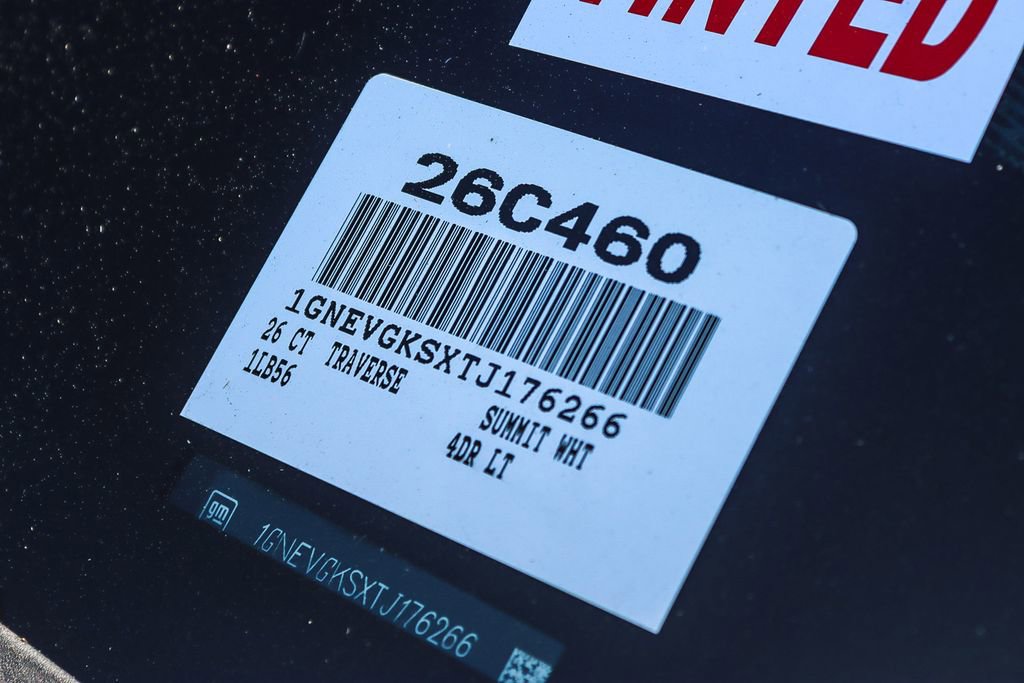 26C460
1GNEVGKSXTJ176266
26 CT TRAVERSE SUMMIT WHT
1LB56 4DR LT
gm 1GNEVGKSXTJ176266